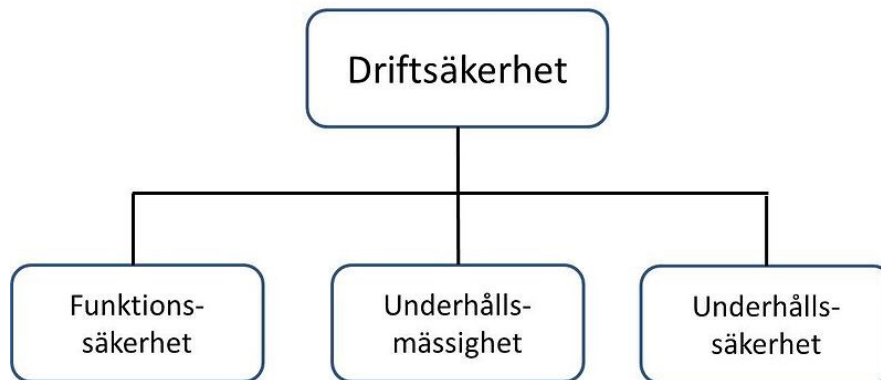 Driftsäkerhet
Funktions-
säkerhet
Underhålls-
mässighet
Underhålls-
säkerhet